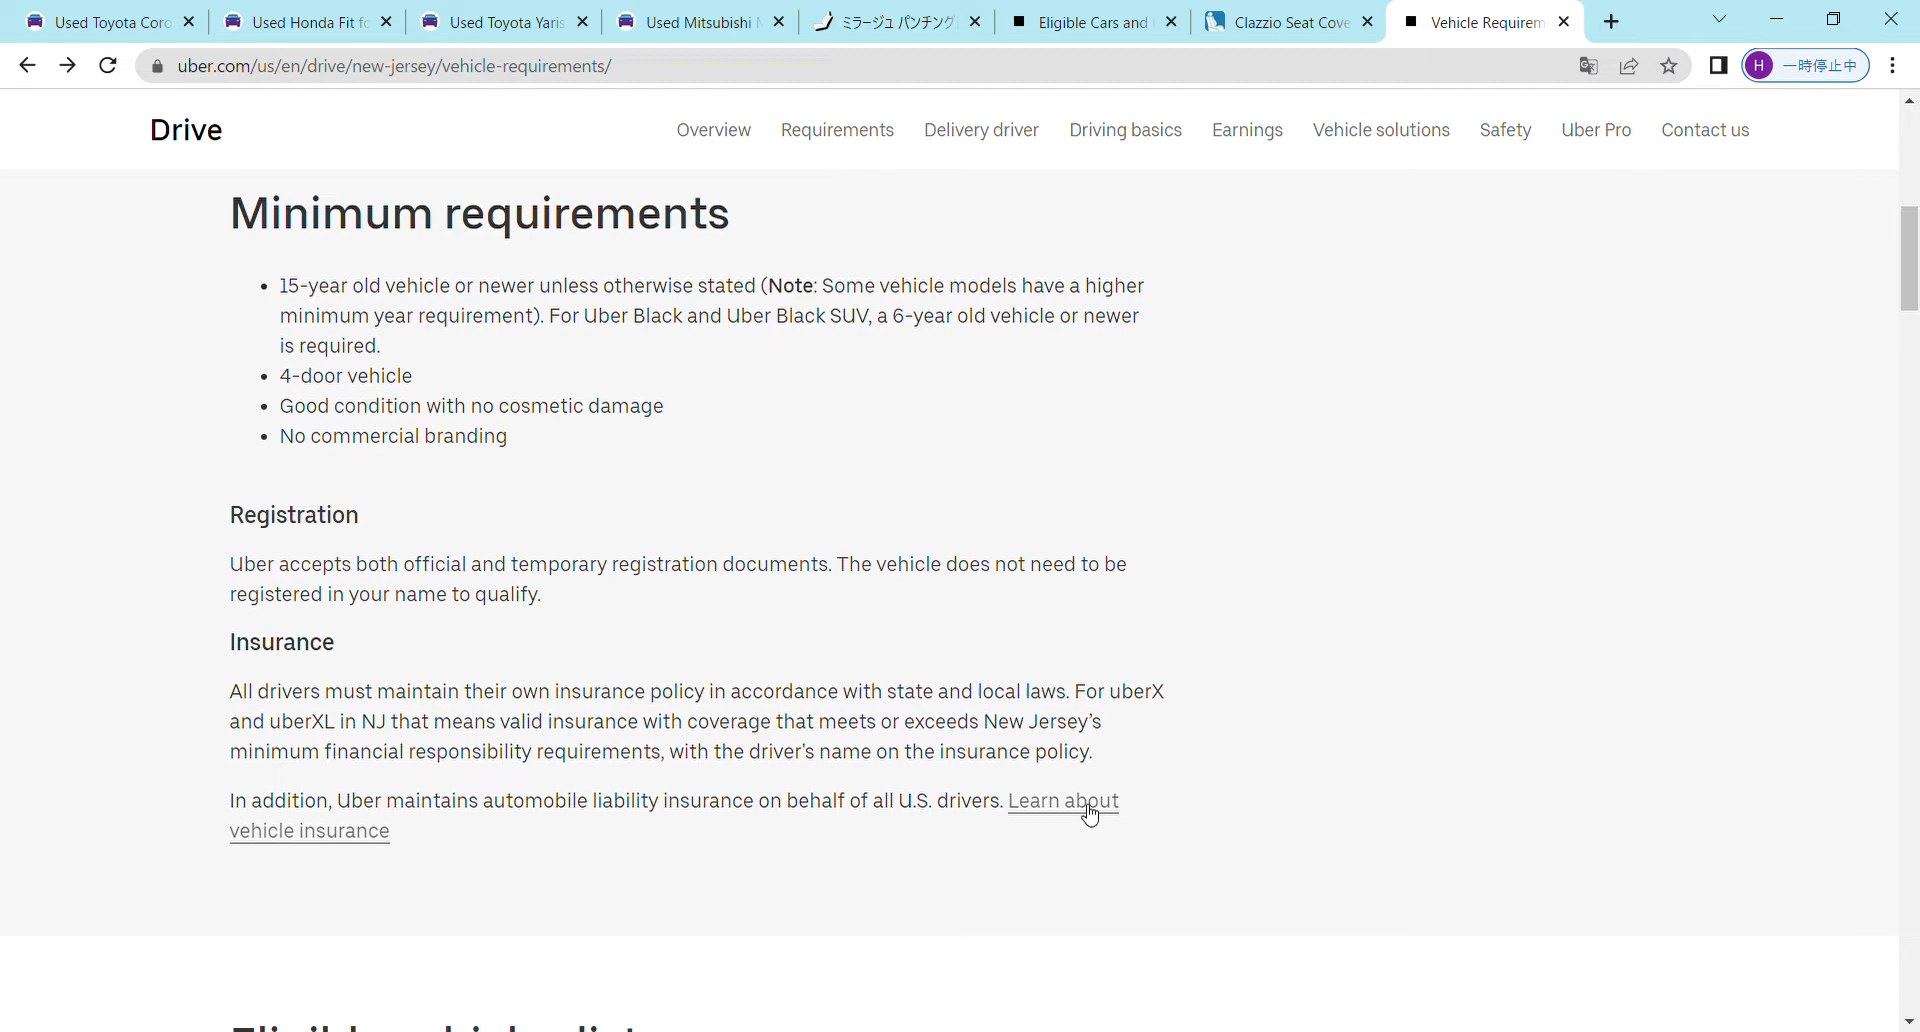 Used Toyota Coro
Used Honda Fit fo
Used Toyota Yaris
Used Mitsubishi M
ミラージュ パンチング
Eligible Cars and
Clazzio Seat Cove
Vehicle Requirem
uber.com/us/en/drive/new-jersey/vehicle-requirements/
H 一時停止中
Drive
Overview Requirements Delivery driver Driving basics Earnings Vehicle solutions Safety Uber Pro Contact us
Minimum requirements
• 15-year old vehicle or newer unless otherwise stated (Note: Some vehicle models have a higher
minimum year requirement). For Uber Black and Uber Black SUV, a 6-year old vehicle or newer
is required.
• 4-door vehicle
• Good condition with no cosmetic damage
• No commercial branding
Registration
Uber accepts both official and temporary registration documents. The vehicle does not need to be
registered in your name to qualify.
Insurance
All drivers must maintain their own insurance policy in accordance with state and local laws. For uberX
and uberXL in NJ that means valid insurance with coverage that meets or exceeds New Jersey’s
minimum financial responsibility requirements, with the driver's name on the insurance policy.
In addition, Uber maintains automobile liability insurance on behalf of all U.S. drivers. Learn about
vehicle insurance